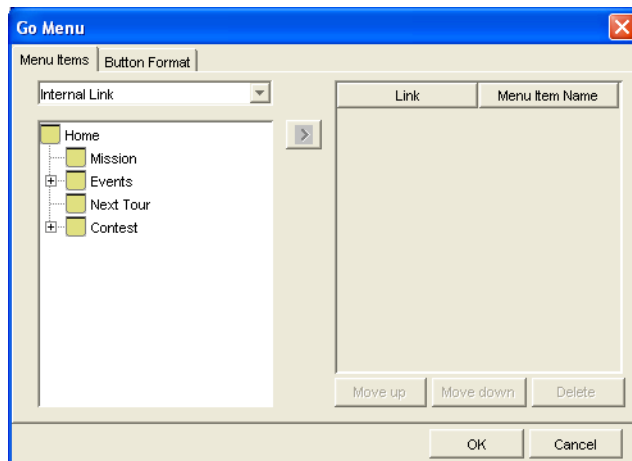 Go Menu
Menu Items Button Format
Internal Link
Home
Mission
Events
Next Tour
Contest
Link Menu Item Name
Move up Move down Delete
OK Cancel